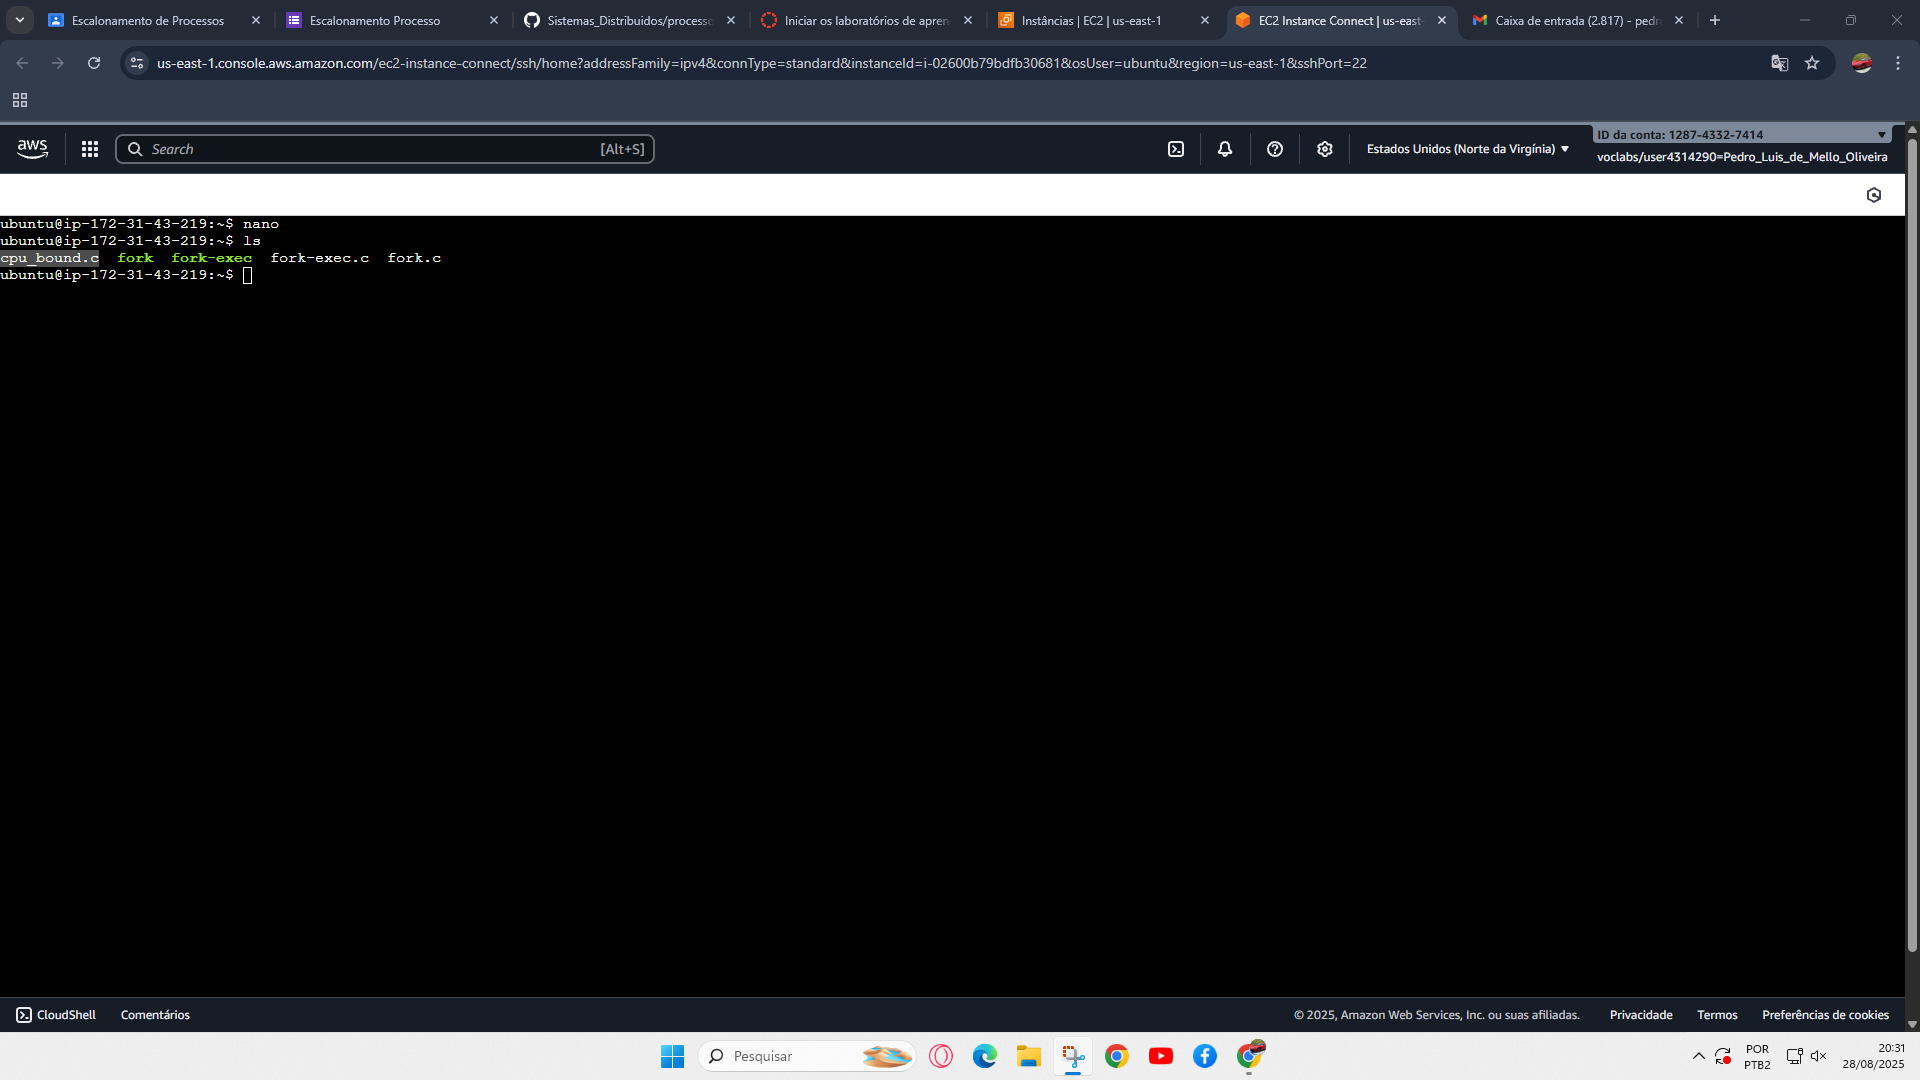 Escalonamento de Processos
Escalonamento Processo
Sistemas_Distribuidos/processo
Iniciar os laboratórios de apren
Instâncias | EC2 | us-east-1
EC2 Instance Connect | us-east-
Caixa de entrada (2.817) - pedr
us-east-1.console.aws.amazon.com/ec2-instance-connect/ssh/home?addressFamily=ipv4&connType=standard&instanceId=i-02600b79bdfb30681&osUser=ubuntu&region=us-east-1&sshPort=22
aws
Search
[Alt+S]
Estados Unidos (Norte da Virgínia)
ID da conta: 1287-4332-7414
voclabs/user4314290=Pedro_Luis_de_Mello_Oliveira
ubuntu@ip-172-31-43-219:~$ nano
ubuntu@ip-172-31-43-219:~$ ls
cpu_bound.c  fork  fork-exec  fork-exec.c  fork.c
ubuntu@ip-172-31-43-219:~$
CloudShell
Comentários
© 2025, Amazon Web Services, Inc. ou suas afiliadas.
Privacidade
Termos
Preferências de cookies
Pesquisar
POR
PTB2
20:31
28/08/2025